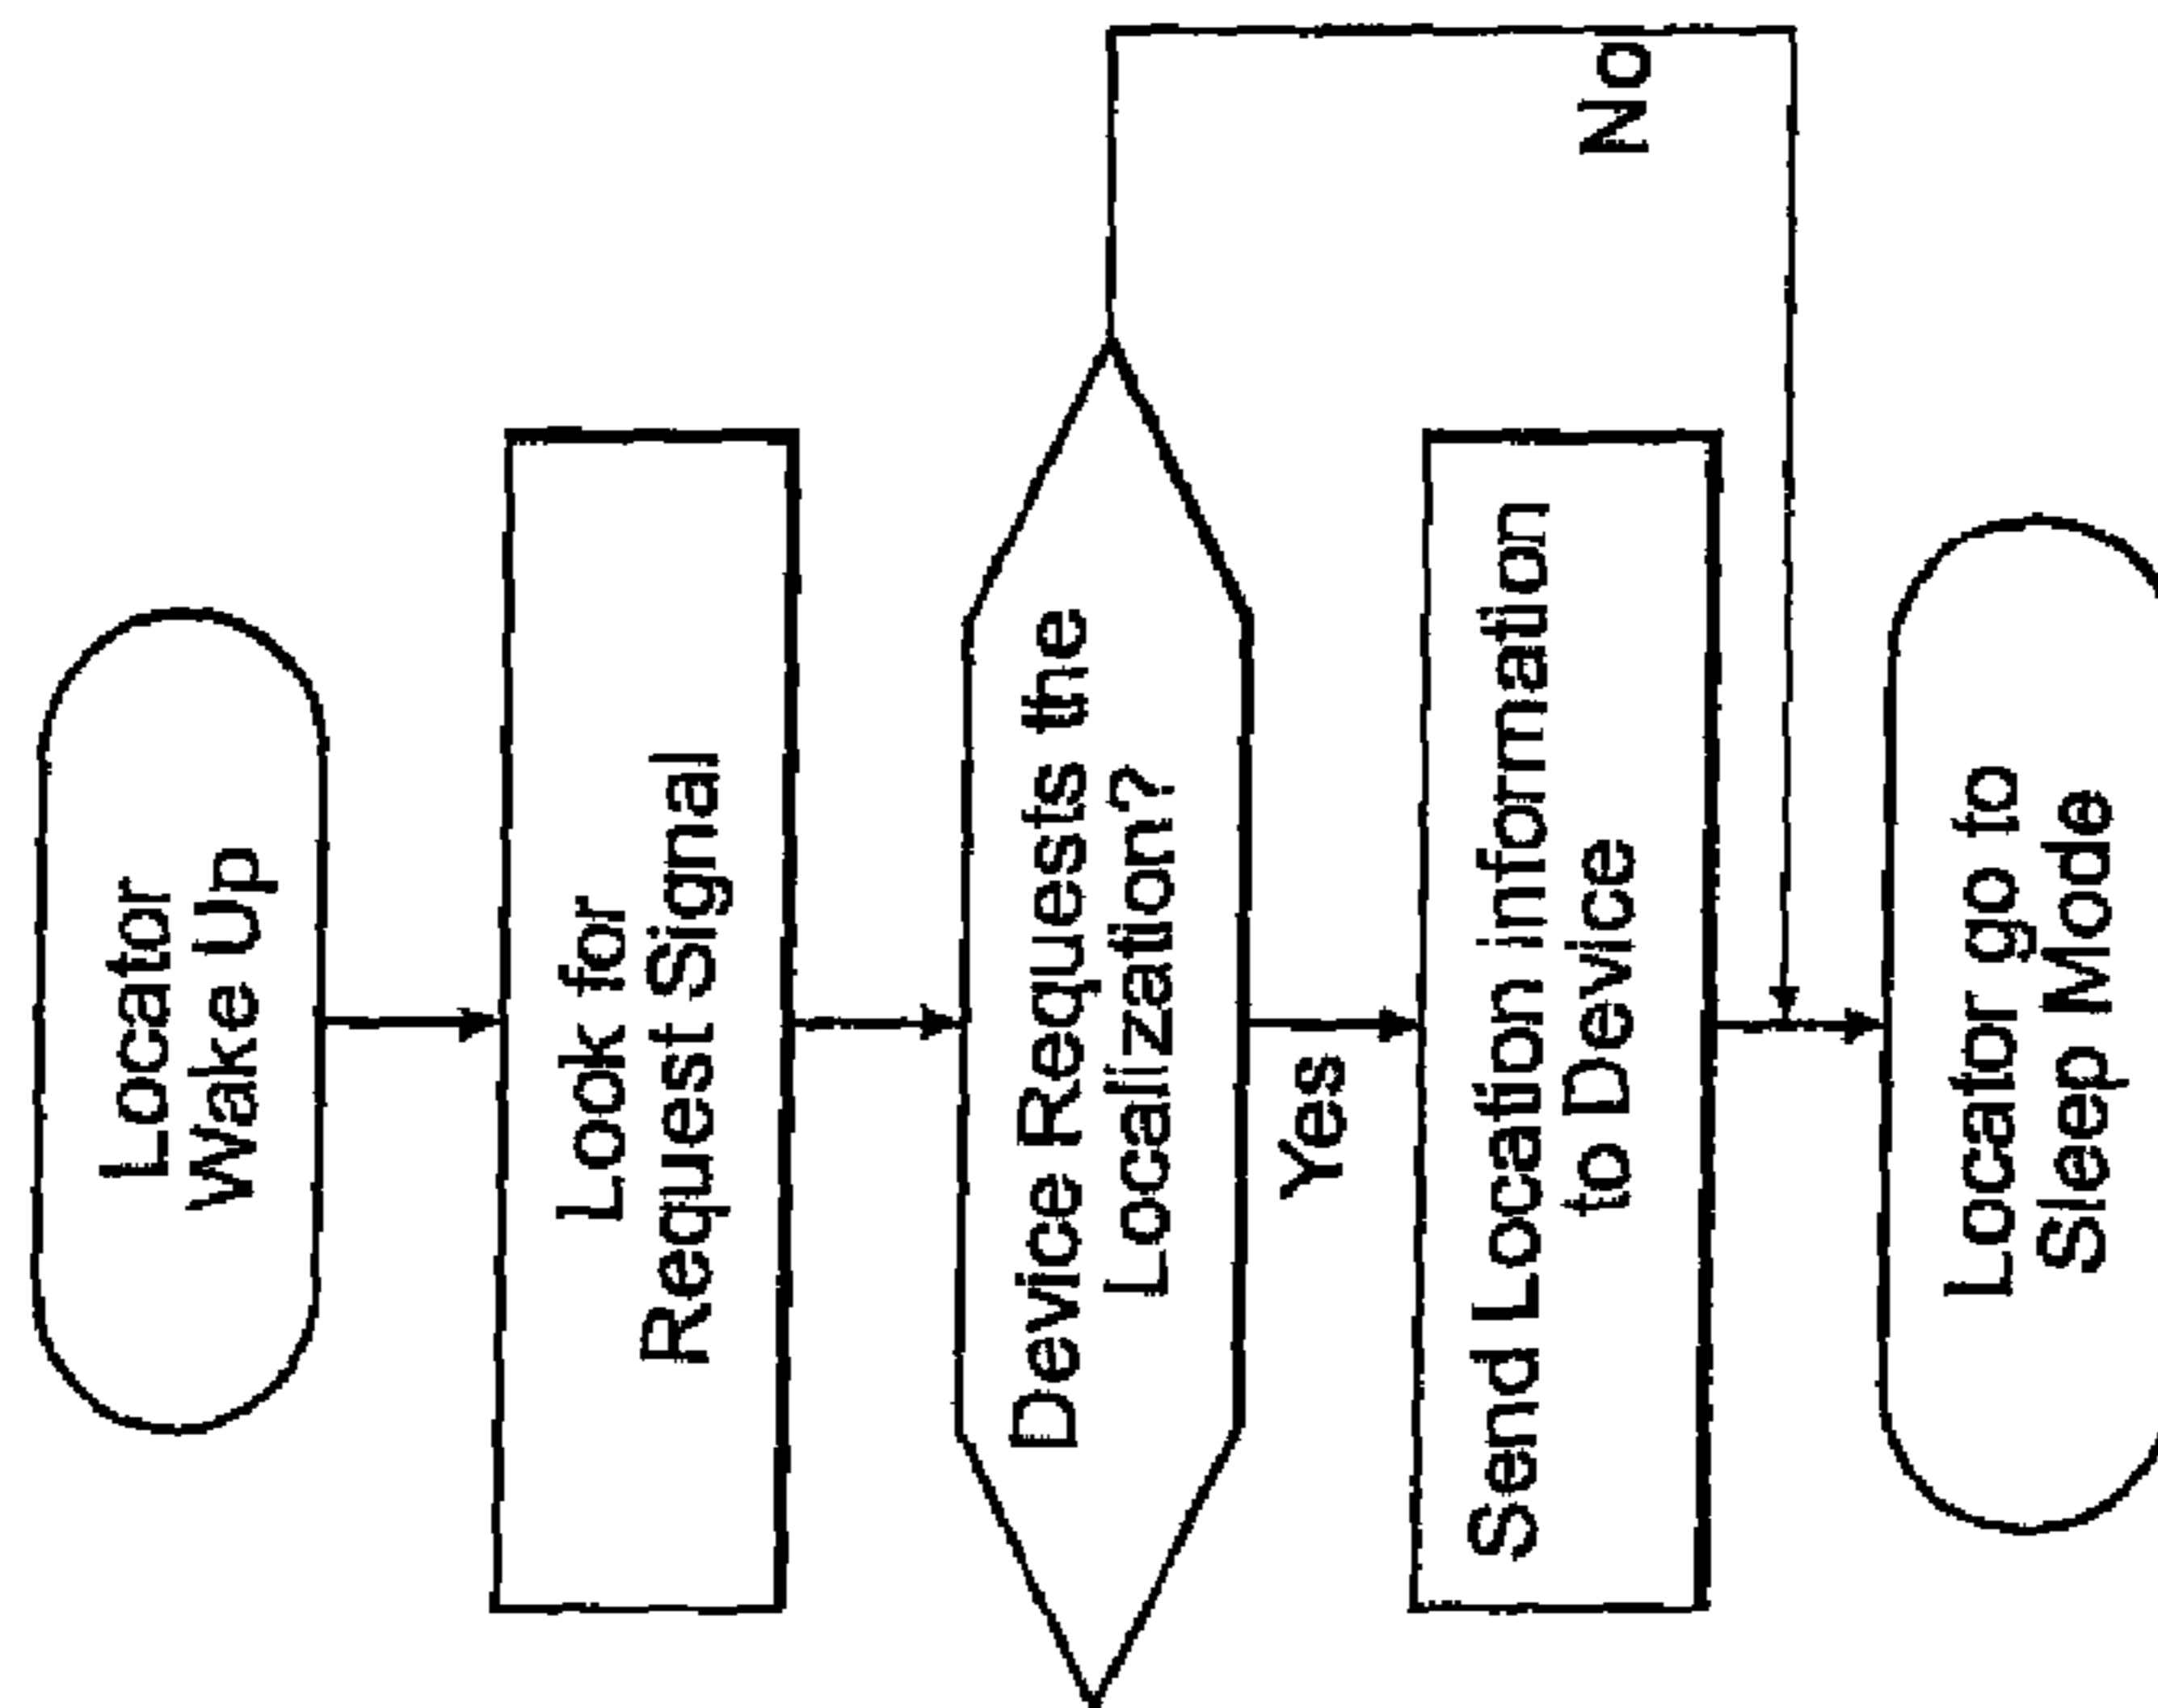 Locator
Wake Up
Look for
Request Signal
Device Requests the
Localization?
Yes
No
Send Location information
to Device
Locator go to
Sleep Mode